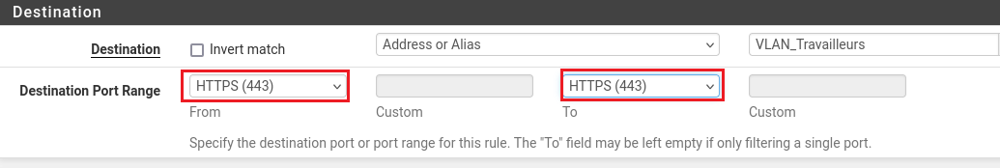 Destination
Destination Invert match Address or Alias VLAN_Travailleurs
Destination Port Range HTTPS (443) HTTPS (443)
From Custom To Custom
Specify the destination port or port range for this rule. The "To" field may be left empty if only filtering a single port.